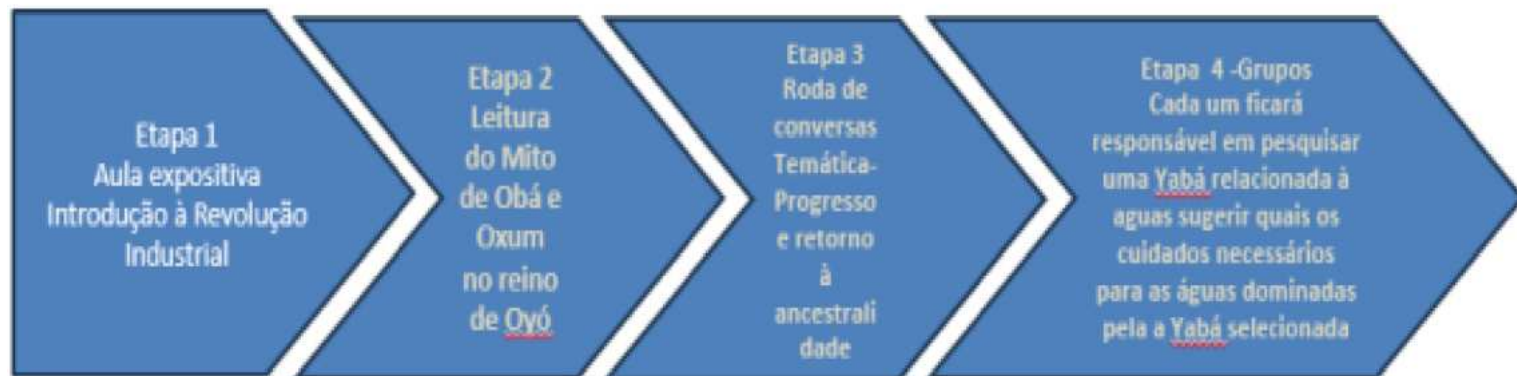 Etapa 1
Aula expositiva
Introdução à Revolução
Industrial
Etapa 2
Leitura
do Mito
de Obá e
Oxum
no reino
de Oyó
Etapa 3
Roda de
conversas
Temática-
Progresso
e retorno
à
ancestrali
dade
Etapa 4 -Grupos
Cada um ficará
responsável em pesquisar
uma Yabá relacionada à
aguas sugerir quais os
cuidados necessários
para as águas dominadas
pela a Yabá selecionada